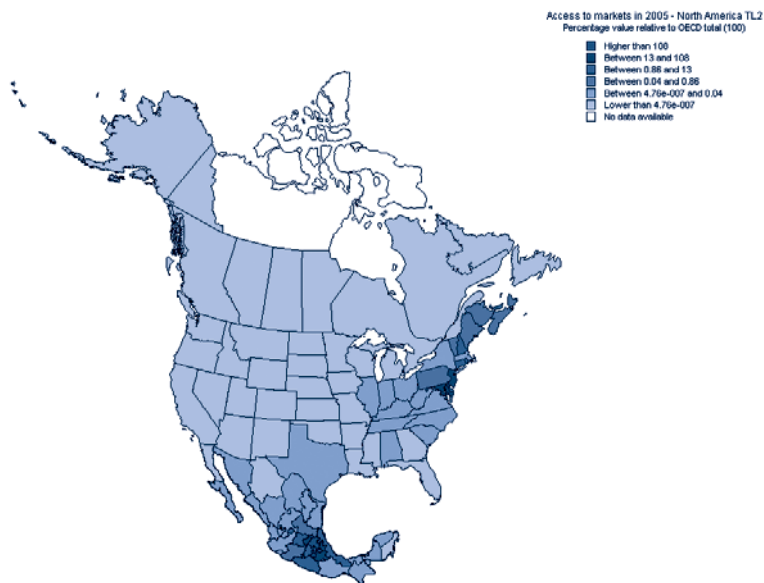 Access to markets in 2005 - North America TL2
Percentage value relative to OECD total (100)
Higher than 108
Between 13 and 108
Between 0.86 and 13
Between 0.04 and 0.86
Between 4.76e-007 and 0.04
Lower than 4.76e-007
No data available